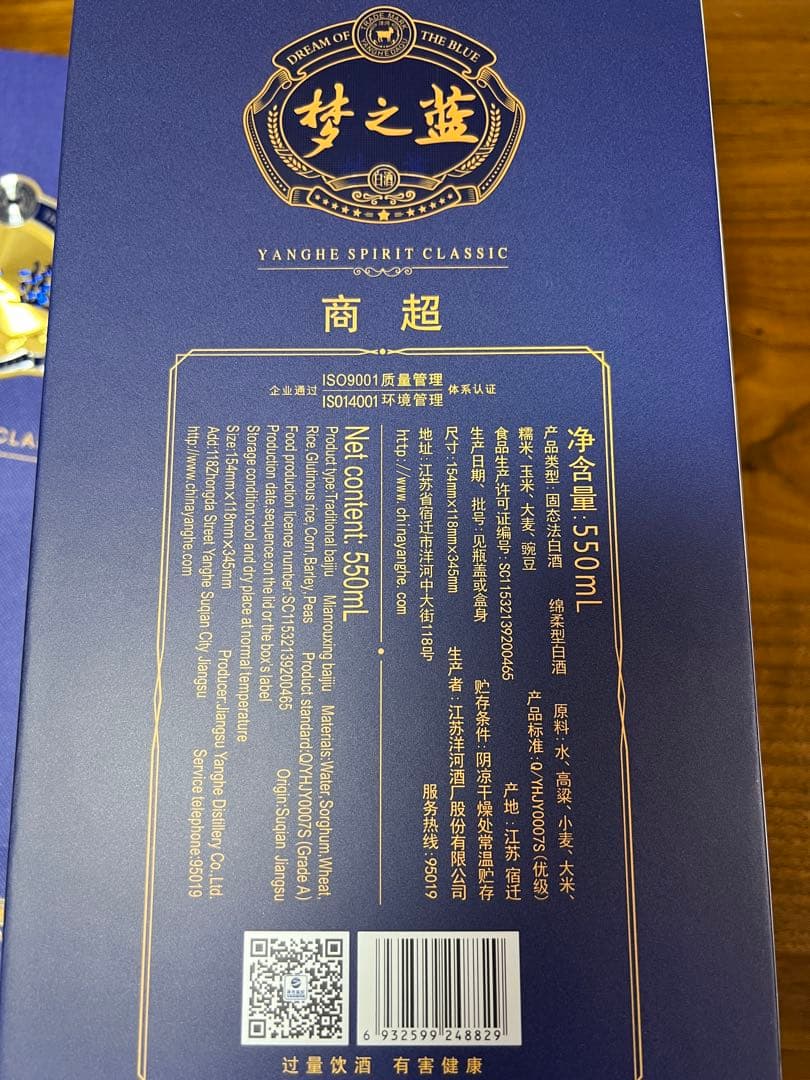 TRADE MARK
DREAM OF THE BLUE
梦之蓝
白酒
YANGHE SPIRIT CLASSIC
商超
企业通过 ISO9001质量管理 体系认证
ISO14001环境管理
净含量:550mL
产品类型:固态法白酒 绵柔型白酒 原料:水、高粱、小麦、大米、
糯米、玉米、大麦、豌豆 产品标准:Q/YHJY0007S(优级)
食品生产许可证编号:SC11532139200465 产地:江苏 宿迁
生产日期、批号:见瓶盖或盒身 贮存条件:阴凉干燥处常温贮存
尺寸:154mm×118mm×345mm 生产者:江苏洋河酒厂股份有限公司
地址:江苏省宿迁市洋河中大街118号 服务热线:95019
http://www.chinayanghe.com
Net content: 550mL
Product type:Traditional baijiu Mianrouxing baijiu Materials:Water,Sorghum,Wheat,
Rice,Glutinous rice,Corn,Barley,Peas Product standard:Q/YHJY0007S (Grade A)
Food production licence number:SC11532139200465 Origin:Suqian Jiangsu
Production date,sequence:on the lid or the box's label
Storage condition:cool and dry place at normal temperature
Size:154mm×118mm×345mm Producer:Jiangsu Yanghe Distillery Co.,Ltd.
Add:118Zhongda Street Yanghe Suqian City Jiangsu Service telephone:95019
http://www.chinayanghe.com
6 932599 248829
过量饮酒 有害健康